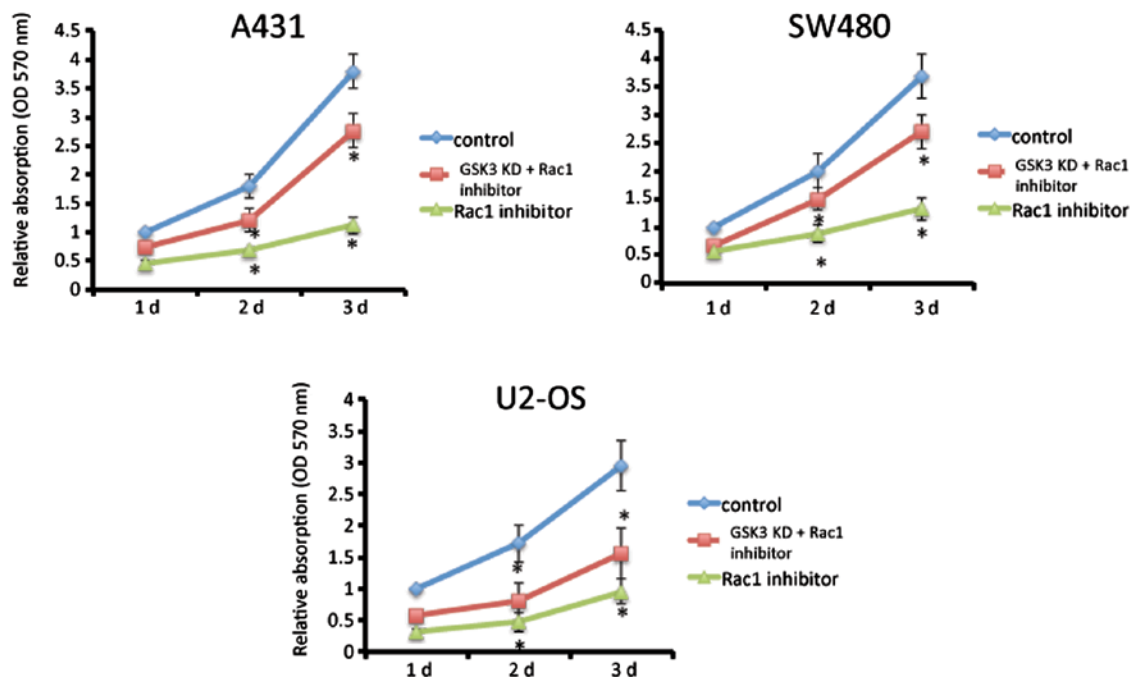 A431
Relative absorption (OD 570 nm)
4.5
4
3.5
3
2.5
2
1.5
1
0.5
0
1 d
2 d
3 d
*
*
*
*
control
GSK3 KD + Rac1
inhibitor
Rac1 inhibitor
SW480
4.5
4
3.5
3
2.5
2
1.5
1
0.5
0
1 d
2 d
3 d
*
*
*
*
control
GSK3 KD + Rac1
inhibitor
Rac1 inhibitor
U2-OS
Relative absorption (OD 570 nm)
4
3.5
3
2.5
2
1.5
1
0.5
0
1 d
2 d
3 d
*
*
*
*
control
GSK3 KD + Rac1
inhibitor
Rac1 inhibitor